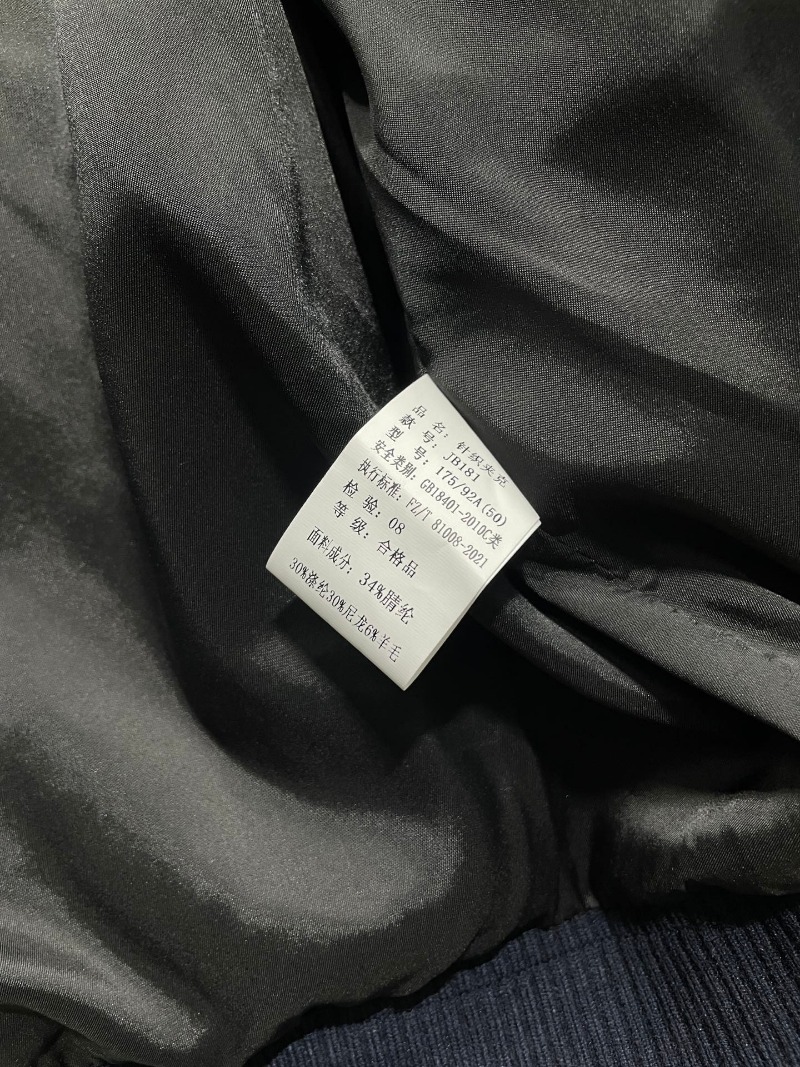 品 名：针织夹克
款 号：JB181
型 号：175/92A(50)
安全类别：GB18401-2010C类
执行标准：FZ/T 81008-2021
检 验：08
等 级：合格品
面料成分：34%腈纶
30%涤纶30%尼龙6%羊毛